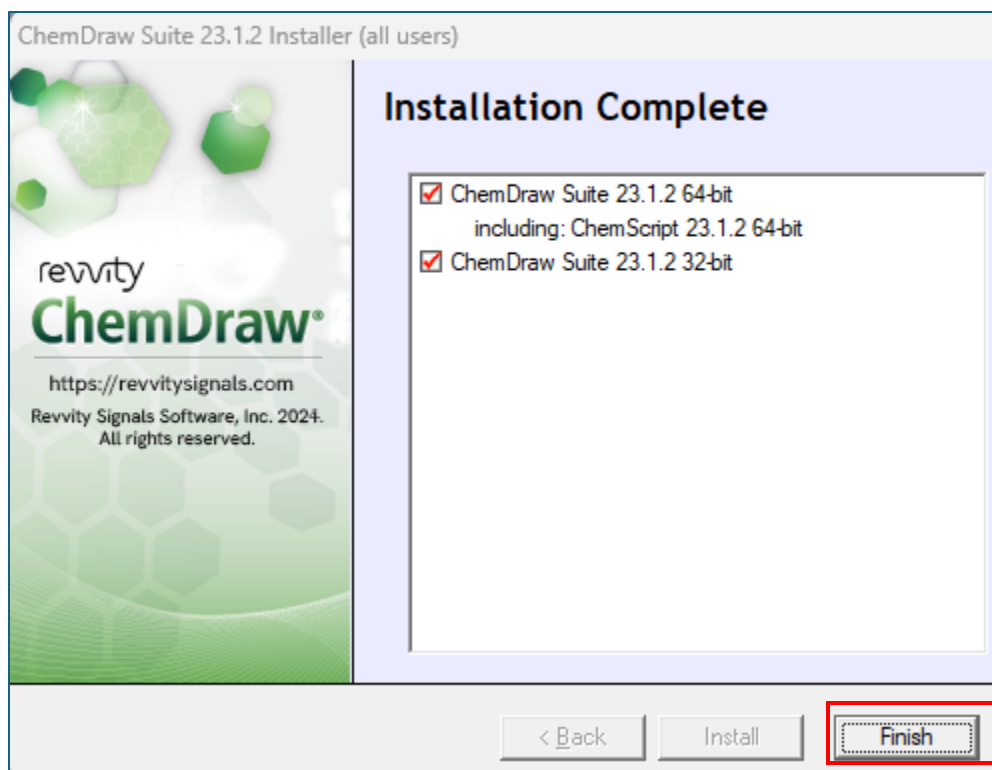 ChemDraw Suite 23.1.2 Installer (all users)
Installation Complete
ChemDraw Suite 23.1.2 64-bit
including: ChemScript 23.1.2 64-bit
ChemDraw Suite 23.1.2 32-bit
revvity
ChemDraw®
https://revvitysignals.com
Revvity Signals Software, Inc. 2024.
All rights reserved.
< Back
Install
Finish